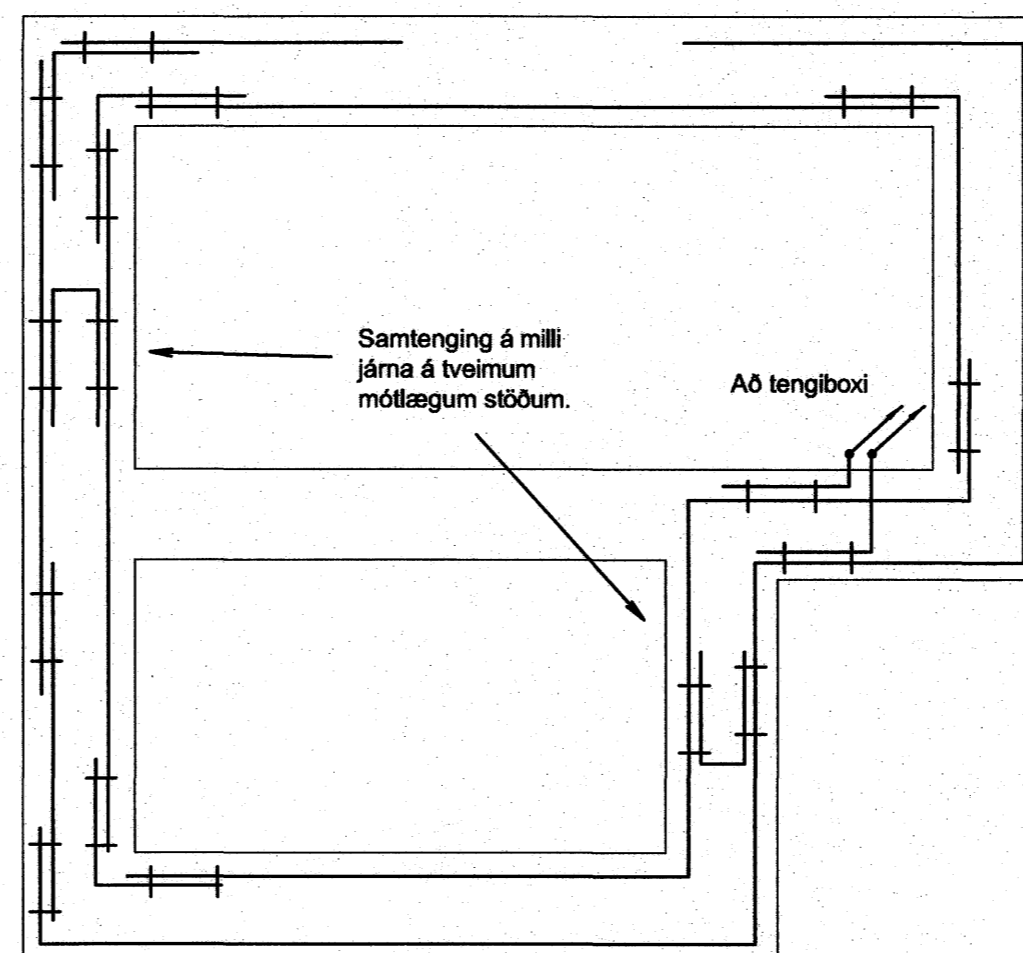 Samtenging á milli
járna á tveimum
mótlægum stöðum.
Að tengiboxi